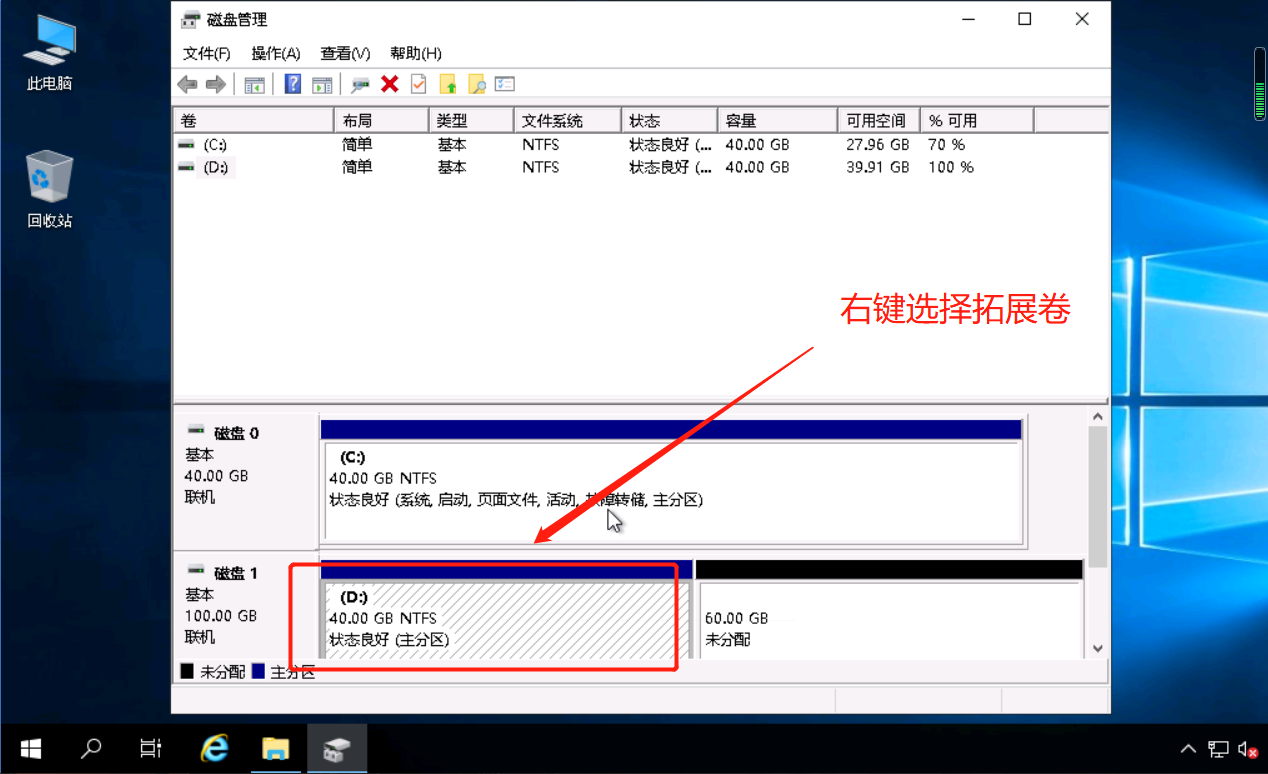 磁盘管理
此电脑
回收站
文件(F) 操作(A) 查看(V) 帮助(H)
卷 布局 类型 文件系统 状态 容量 可用空间 % 可用
(C:) 简单 基本 NTFS 状态良好 (... 40.00 GB 27.96 GB 70 %
(D:) 简单 基本 NTFS 状态良好 (... 40.00 GB 39.91 GB 100 %
右键选择拓展卷
磁盘 0
基本
40.00 GB
联机
(C:)
40.00 GB NTFS
状态良好 (系统, 启动, 页面文件, 活动, 故障转储, 主分区)
磁盘 1
基本
100.00 GB
联机
(D:)
40.00 GB NTFS
状态良好 (主分区)
60.00 GB
未分配
未分配 主分区